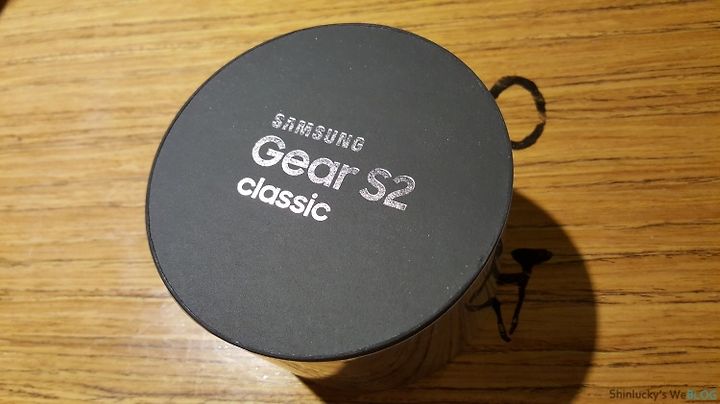 SAMSUNG
Gear S2
classic
Shinlucky's WeBLOG